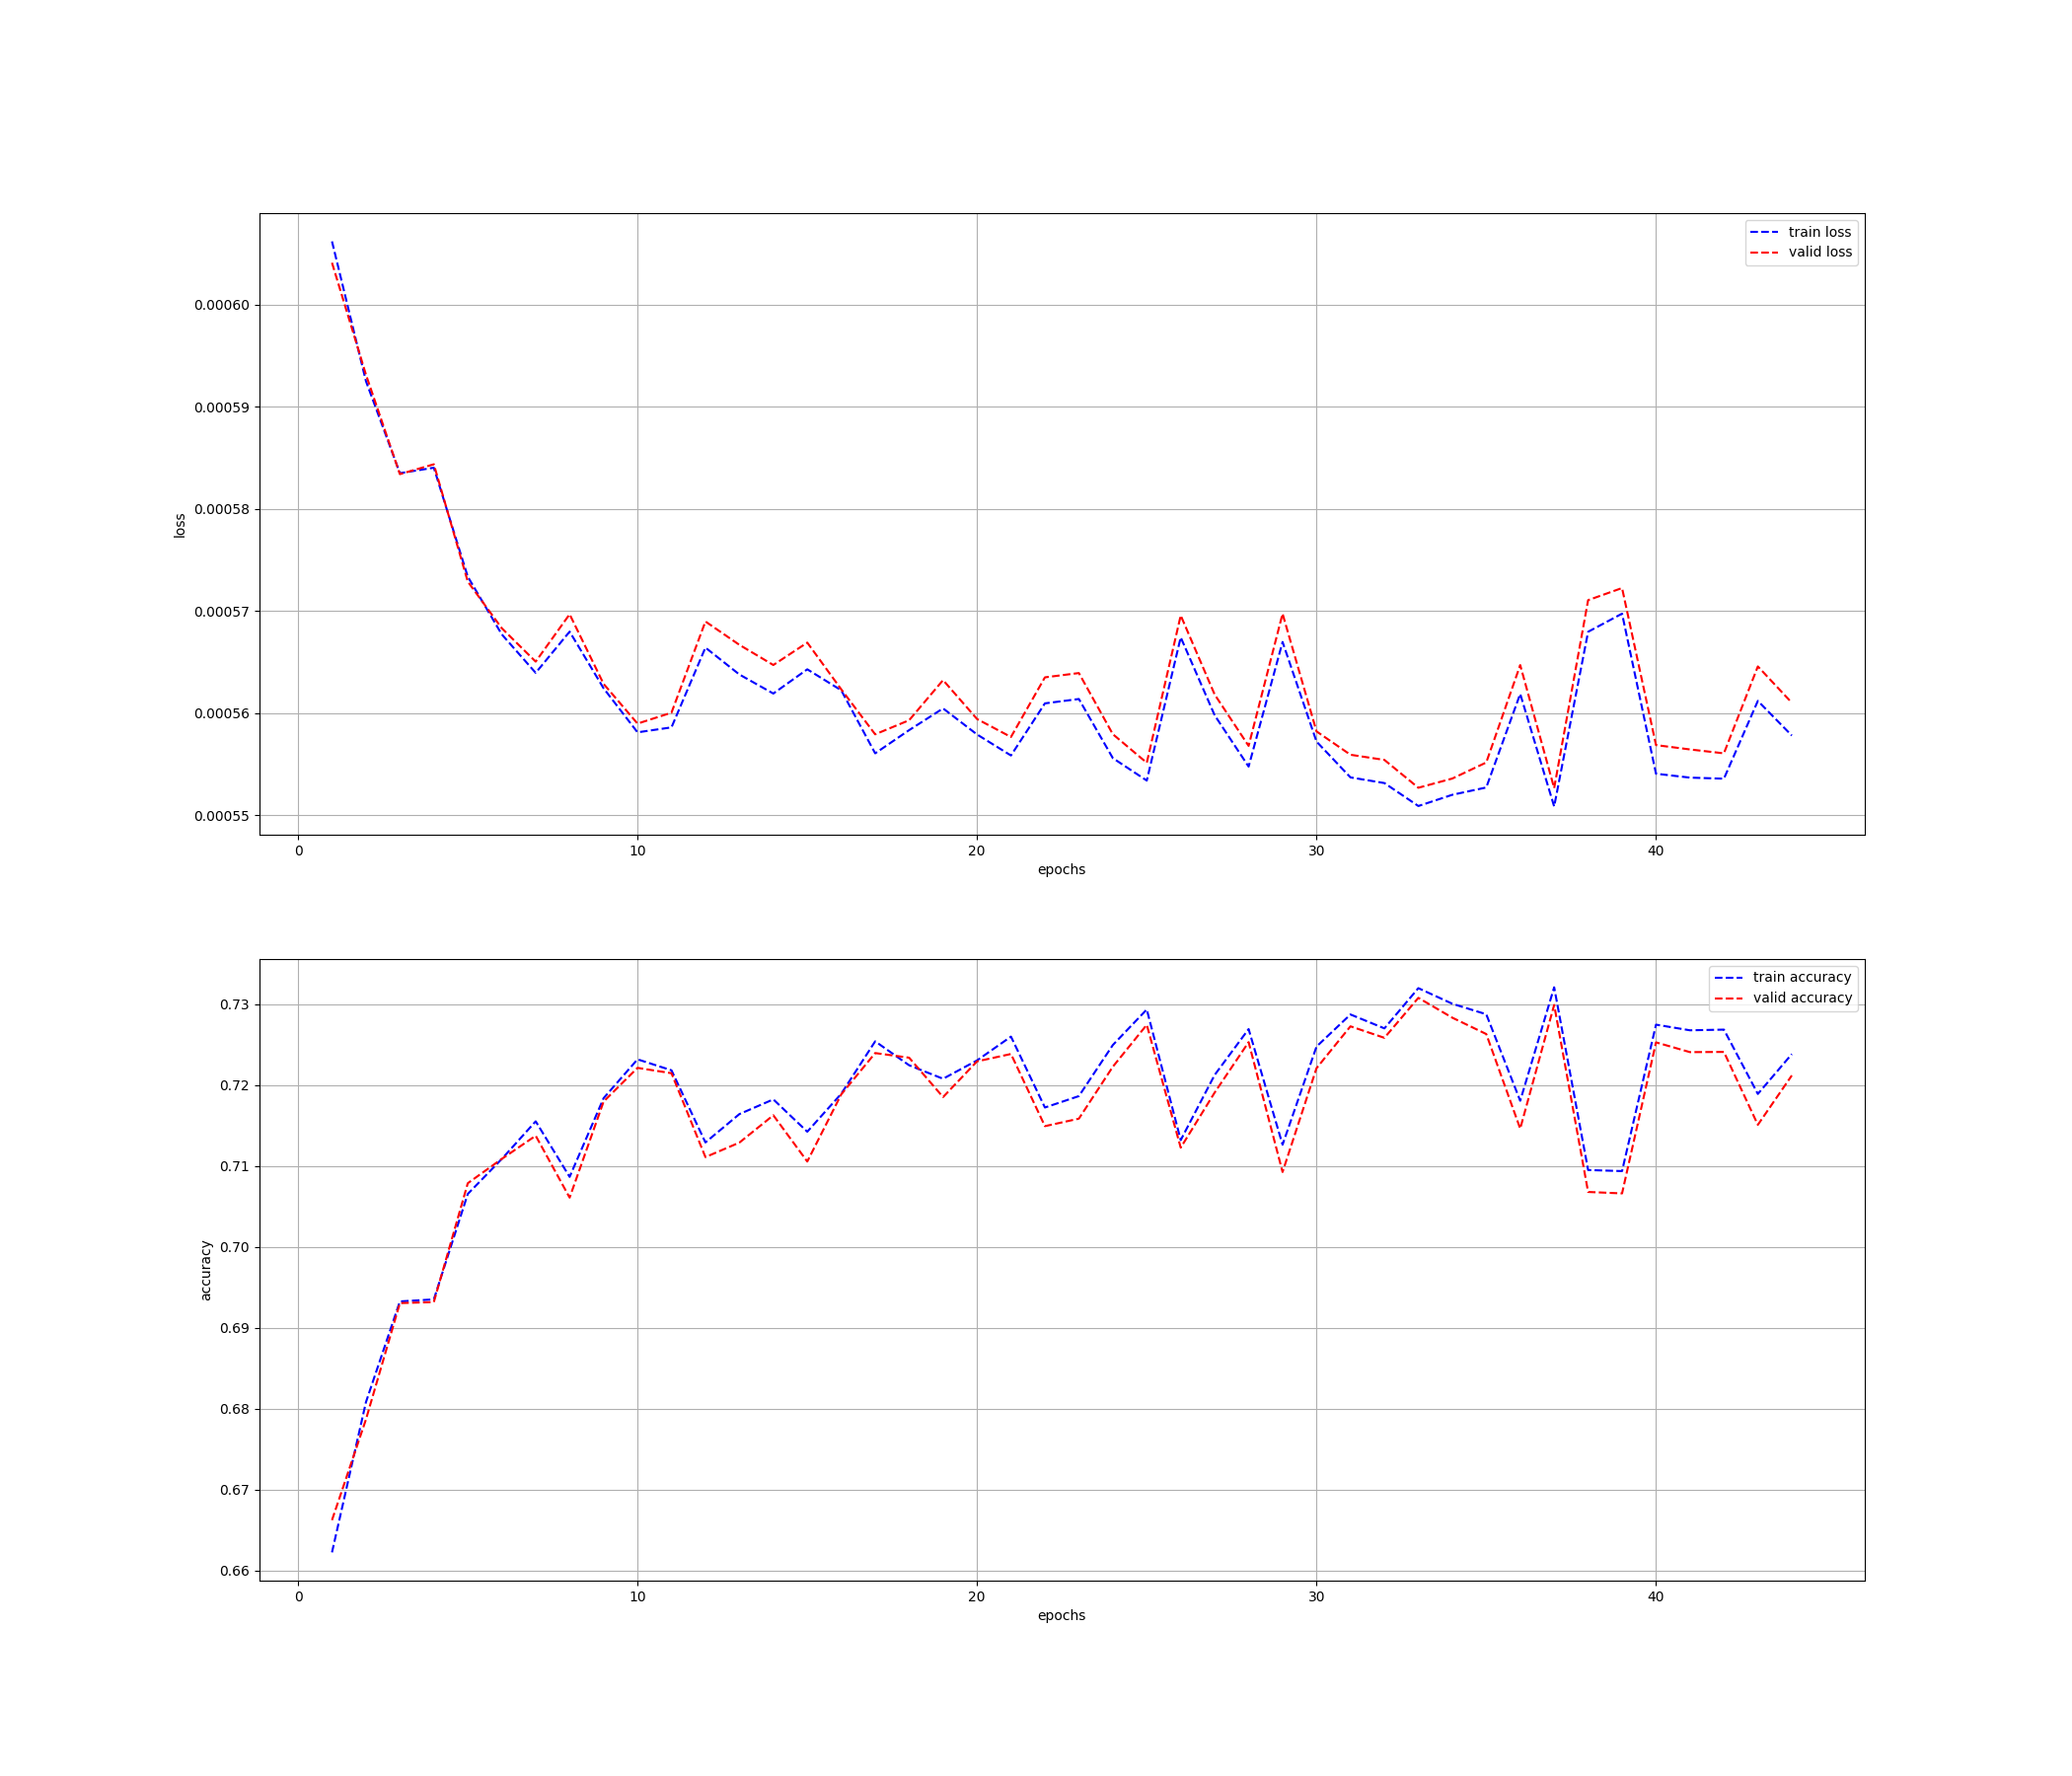 train loss
valid loss
0.00060
0.00059
0.00058
0.00057
0.00056
0.00055
loss
0 10 20 30 40
epochs
train accuracy
valid accuracy
0.73
0.72
0.71
0.70
0.69
0.68
0.67
0.66
accuracy
0 10 20 30 40
epochs